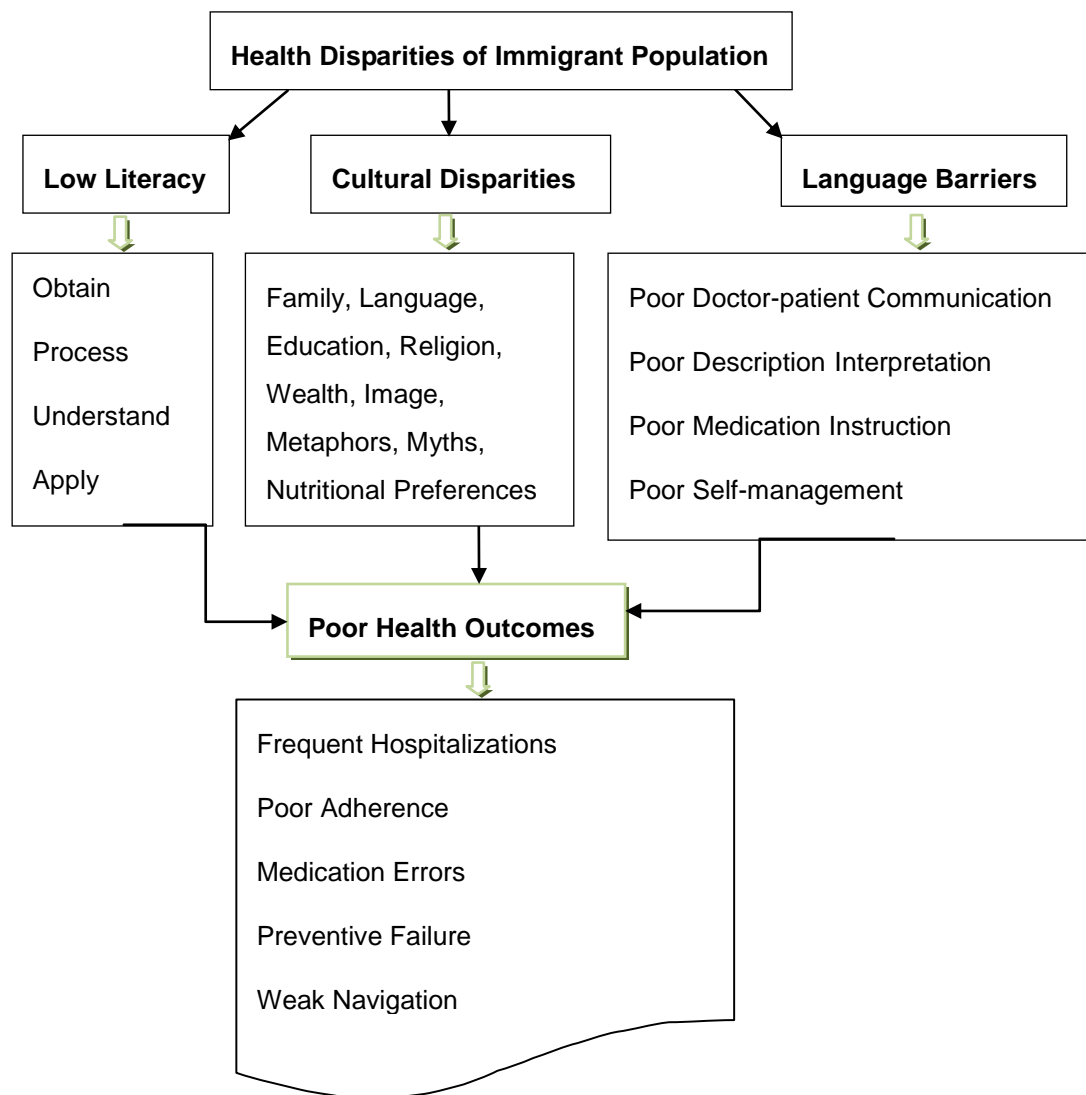 Health Disparities of Immigrant Population
Low Literacy
Cultural Disparities
Language Barriers
Obtain
Process
Understand
Apply
Family, Language,
Education, Religion,
Wealth, Image,
Metaphors, Myths,
Nutritional Preferences
Poor Doctor-patient Communication
Poor Description Interpretation
Poor Medication Instruction
Poor Self-management
Poor Health Outcomes
Frequent Hospitalizations
Poor Adherence
Medication Errors
Preventive Failure
Weak Navigation